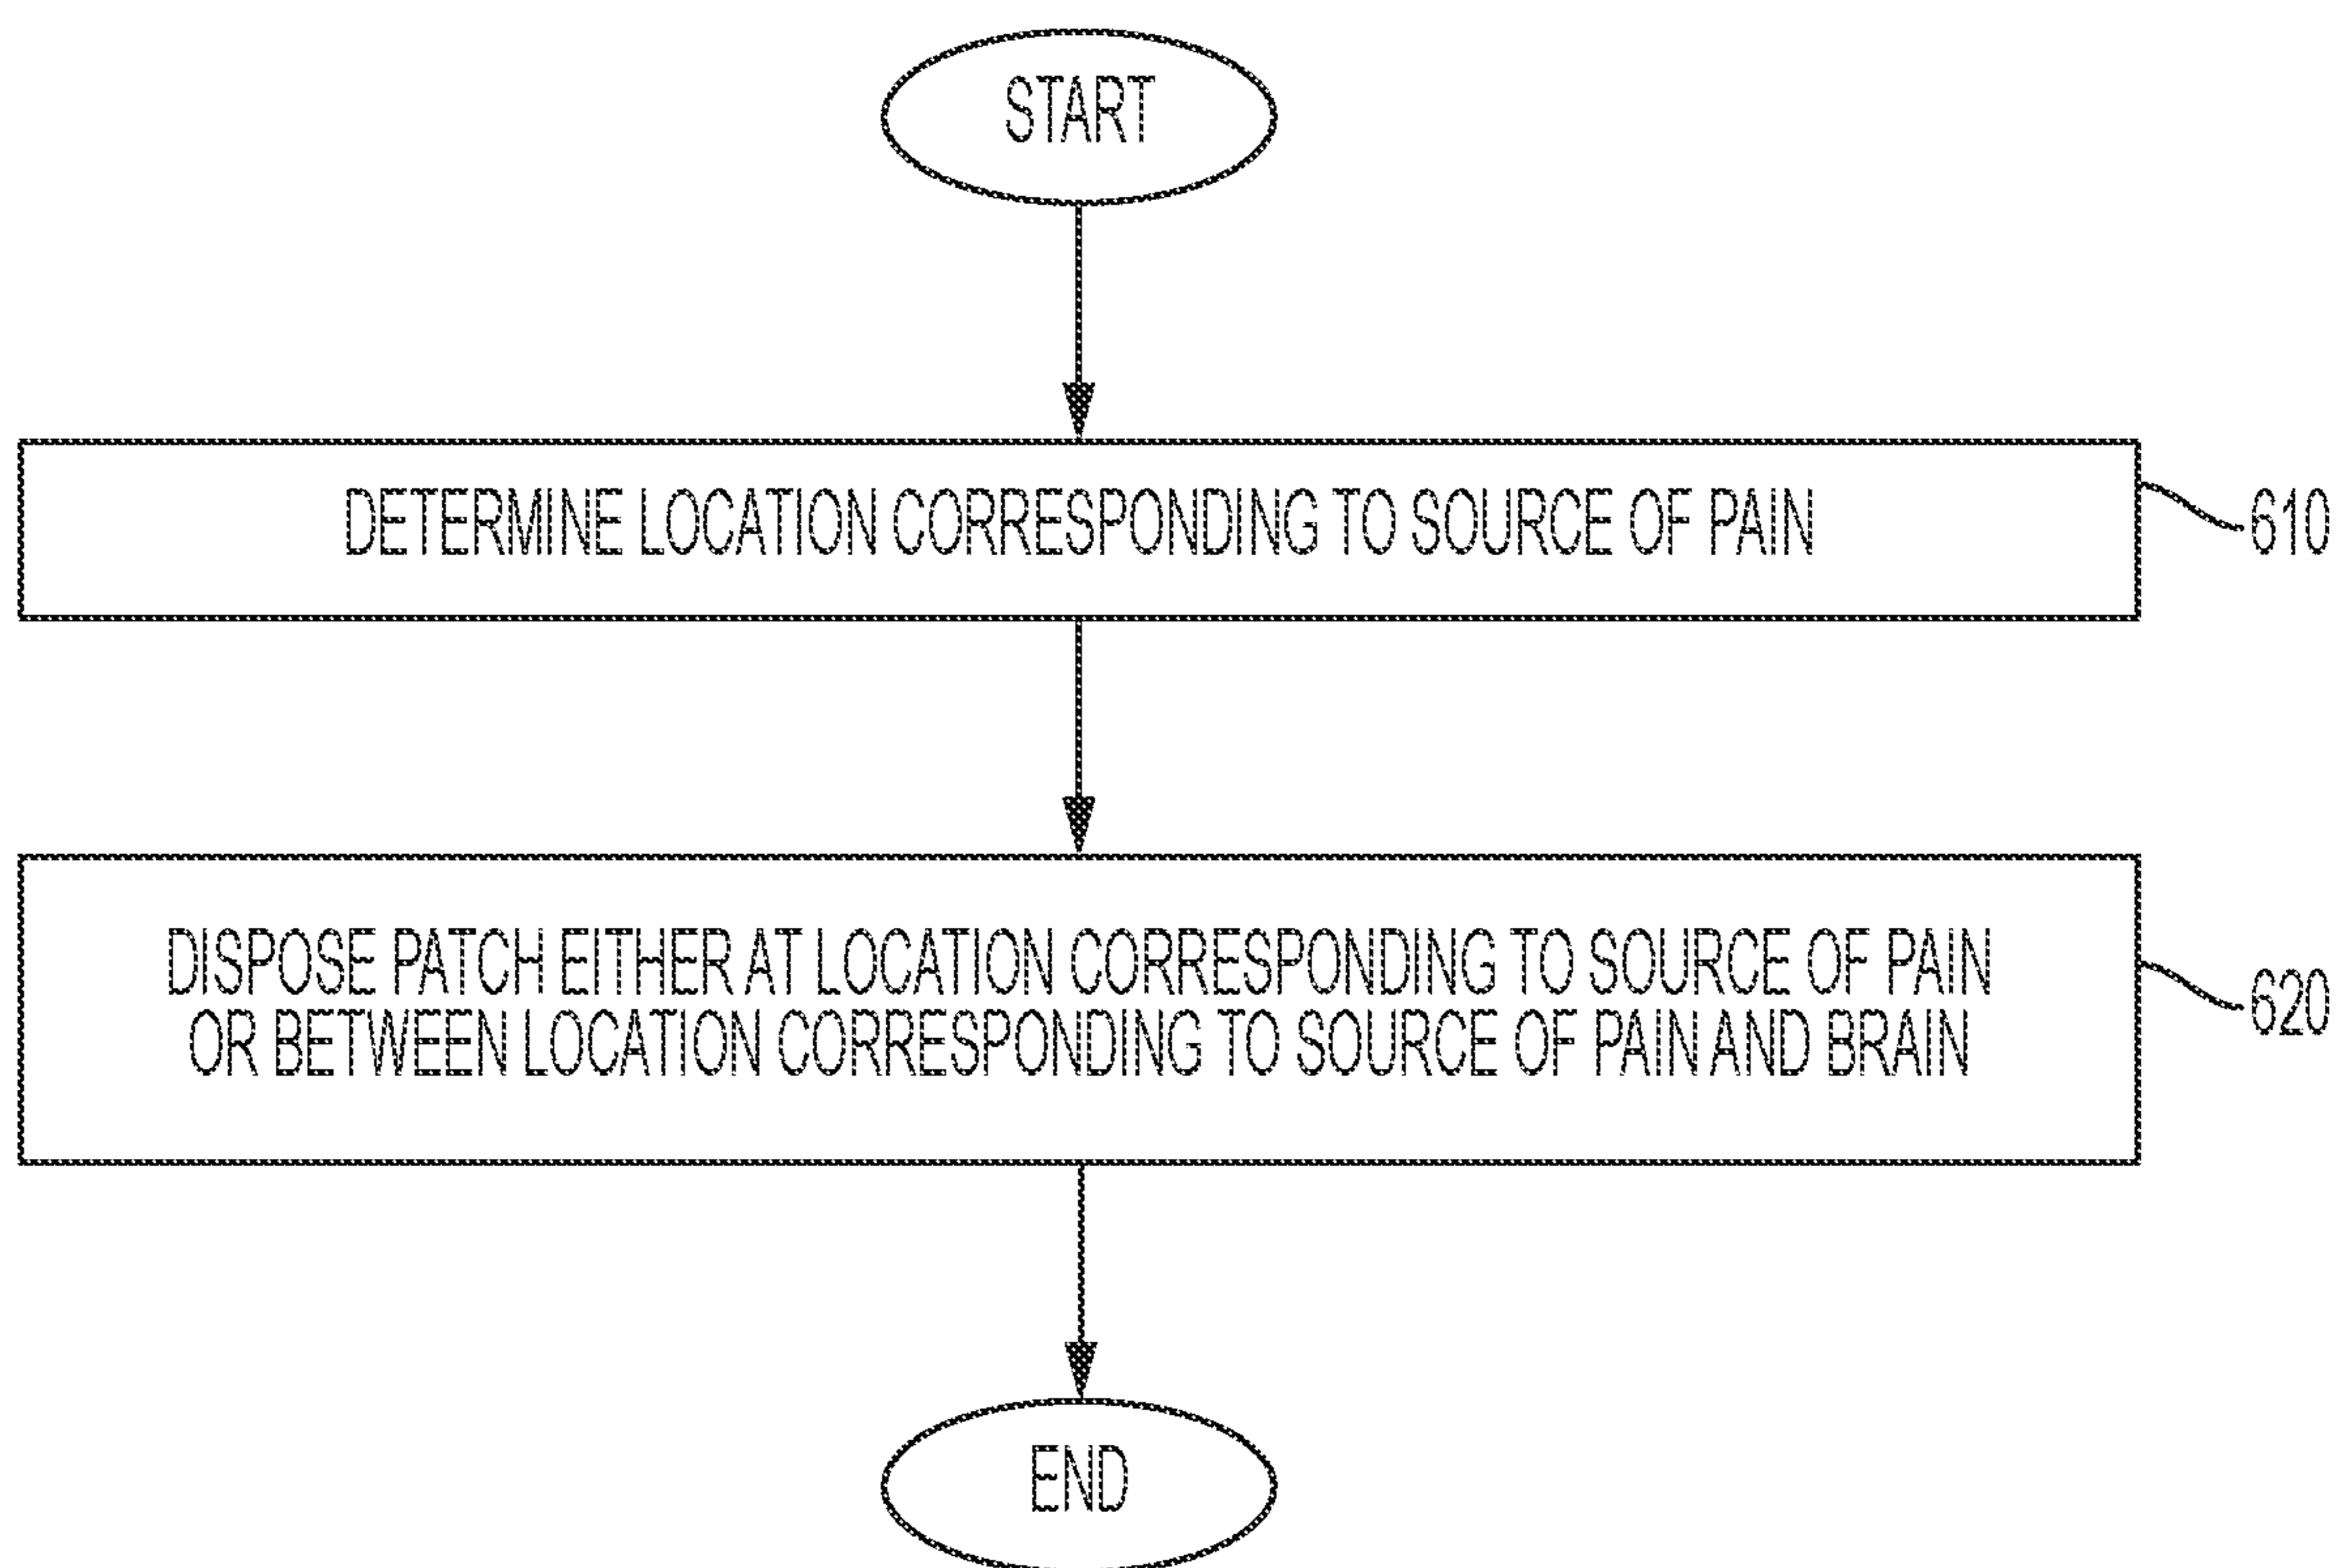 START
DETERMINE LOCATION CORRESPONDING TO SOURCE OF PAIN
610
DISPOSE PATCH EITHER AT LOCATION CORRESPONDING TO SOURCE OF PAIN
OR BETWEEN LOCATION CORRESPONDING TO SOURCE OF PAIN AND BRAIN
620
END